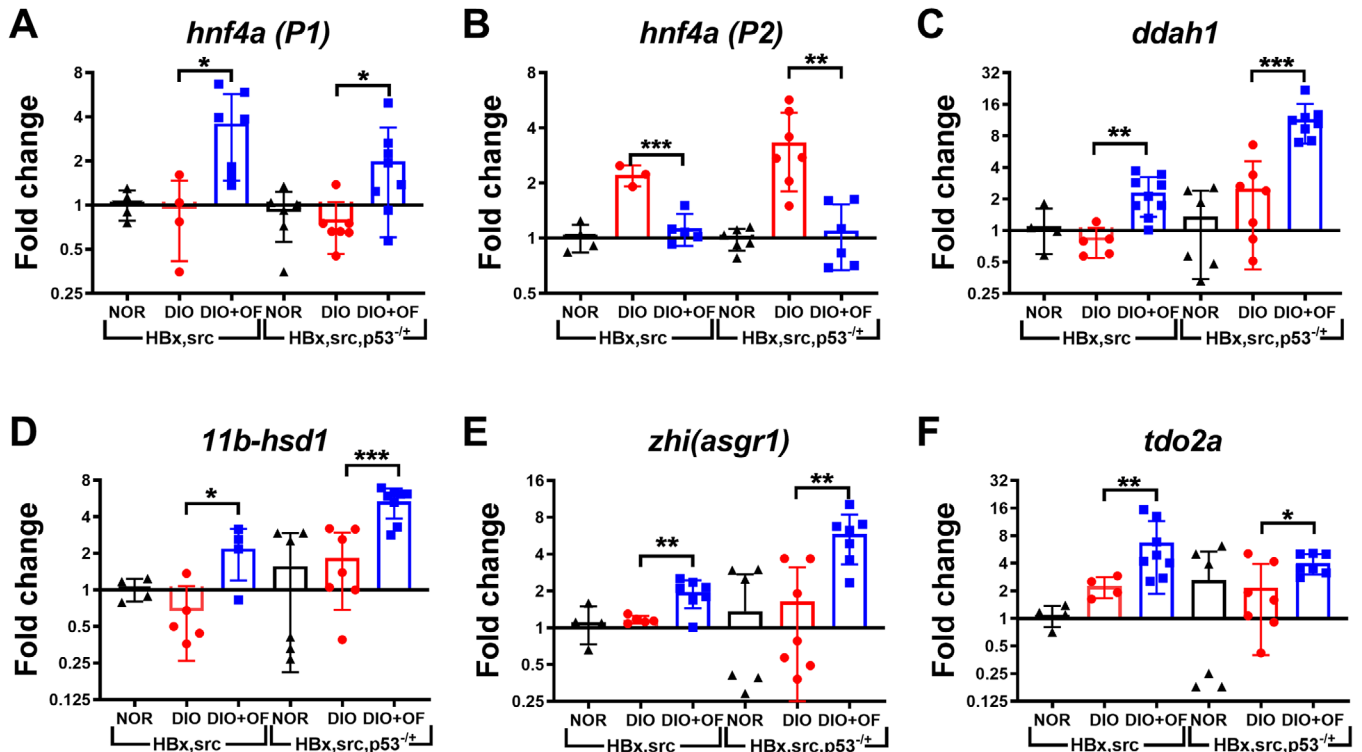 A
hnf4a (P1)
Fold change
8
4
2
1
0.5
0.25
*
*
NOR DIO DIO+OF NOR DIO DIO+OF
HBx,src HBx,src,p53-/+
B
hnf4a (P2)
Fold change
8
4
2
1
0.5
***
**
NOR DIO DIO+OF NOR DIO DIO+OF
HBx,src HBx,src,p53-/+
C
ddah1
Fold change
32
16
8
4
2
1
0.5
0.25
**
***
NOR DIO DIO+OF NOR DIO DIO+OF
HBx,src HBx,src,p53-/+
D
11b-hsd1
Fold change
8
4
2
1
0.5
0.25
0.125
*
***
NOR DIO DIO+OF NOR DIO DIO+OF
HBx,src HBx,src,p53-/+
E
zhi(asgr1)
Fold change
16
8
4
2
1
0.5
0.25
**
**
NOR DIO DIO+OF NOR DIO DIO+OF
HBx,src HBx,src,p53-/+
F
tdo2a
Fold change
32
16
8
4
2
1
0.5
0.25
0.125
**
*
NOR DIO DIO+OF NOR DIO DIO+OF
HBx,src HBx,src,p53-/+